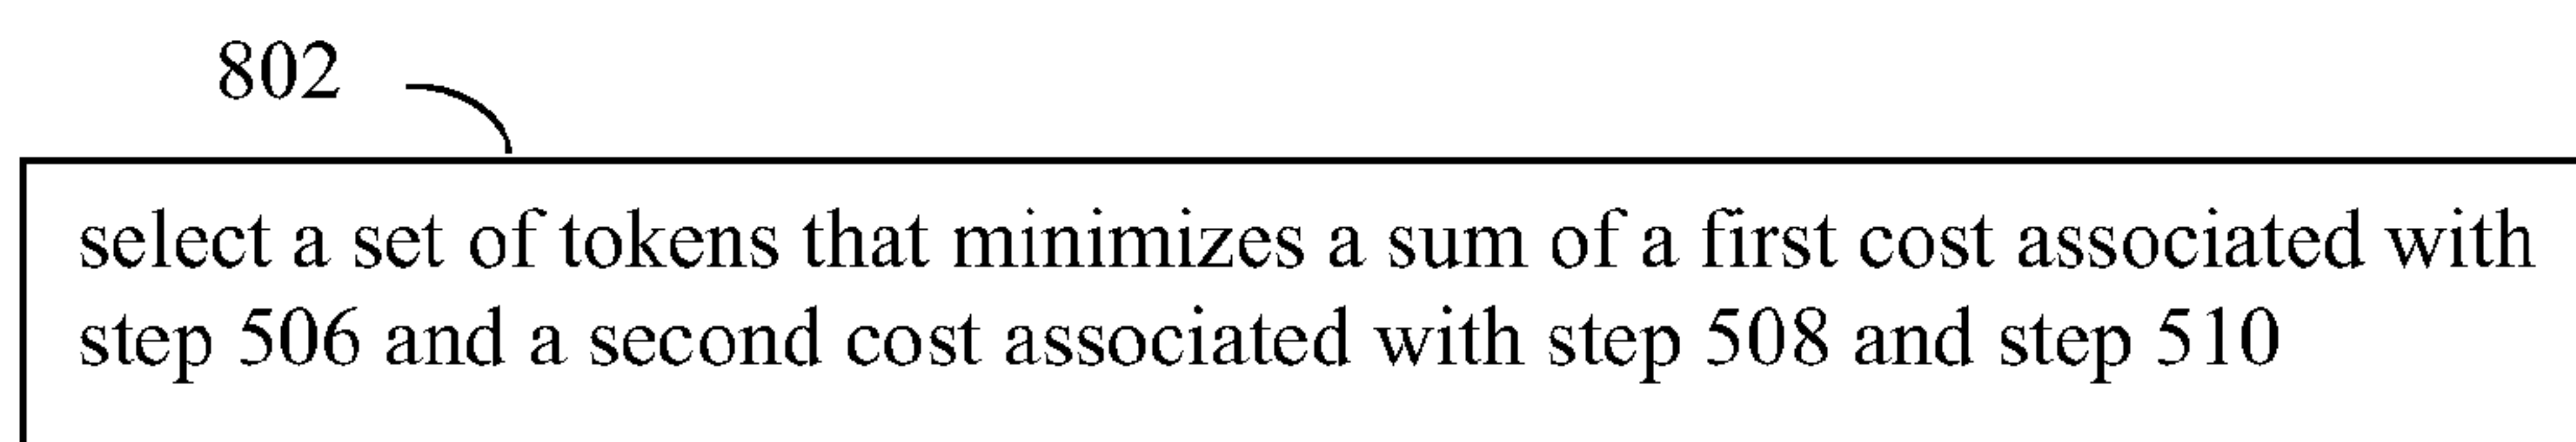 802
select a set of tokens that minimizes a sum of a first cost associated with
step 506 and a second cost associated with step 508 and step 510